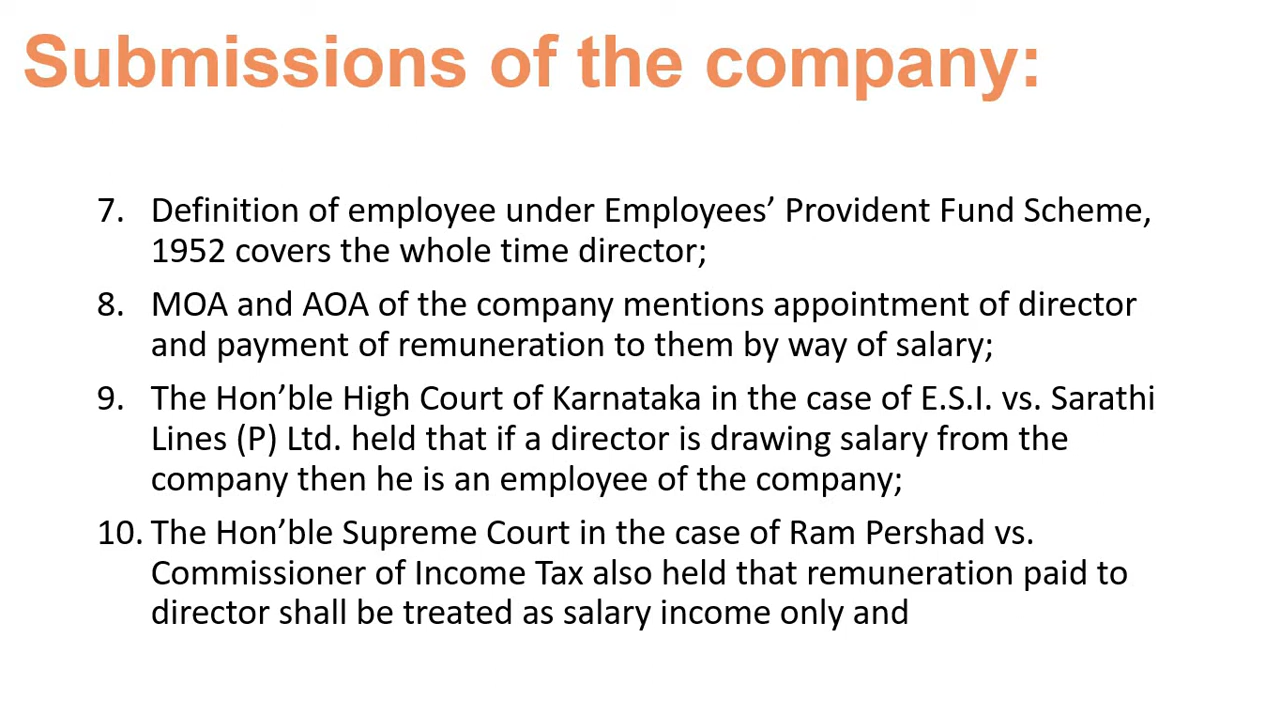 Submissions of the company:
7. Definition of employee under Employees’ Provident Fund Scheme,
1952 covers the whole time director;
8. MOA and AOA of the company mentions appointment of director
and payment of remuneration to them by way of salary;
9. The Hon’ble High Court of Karnataka in the case of E.S.I. vs. Sarathi
Lines (P) Ltd. held that if a director is drawing salary from the
company then he is an employee of the company;
10. The Hon’ble Supreme Court in the case of Ram Pershad vs.
Commissioner of Income Tax also held that remuneration paid to
director shall be treated as salary income only and